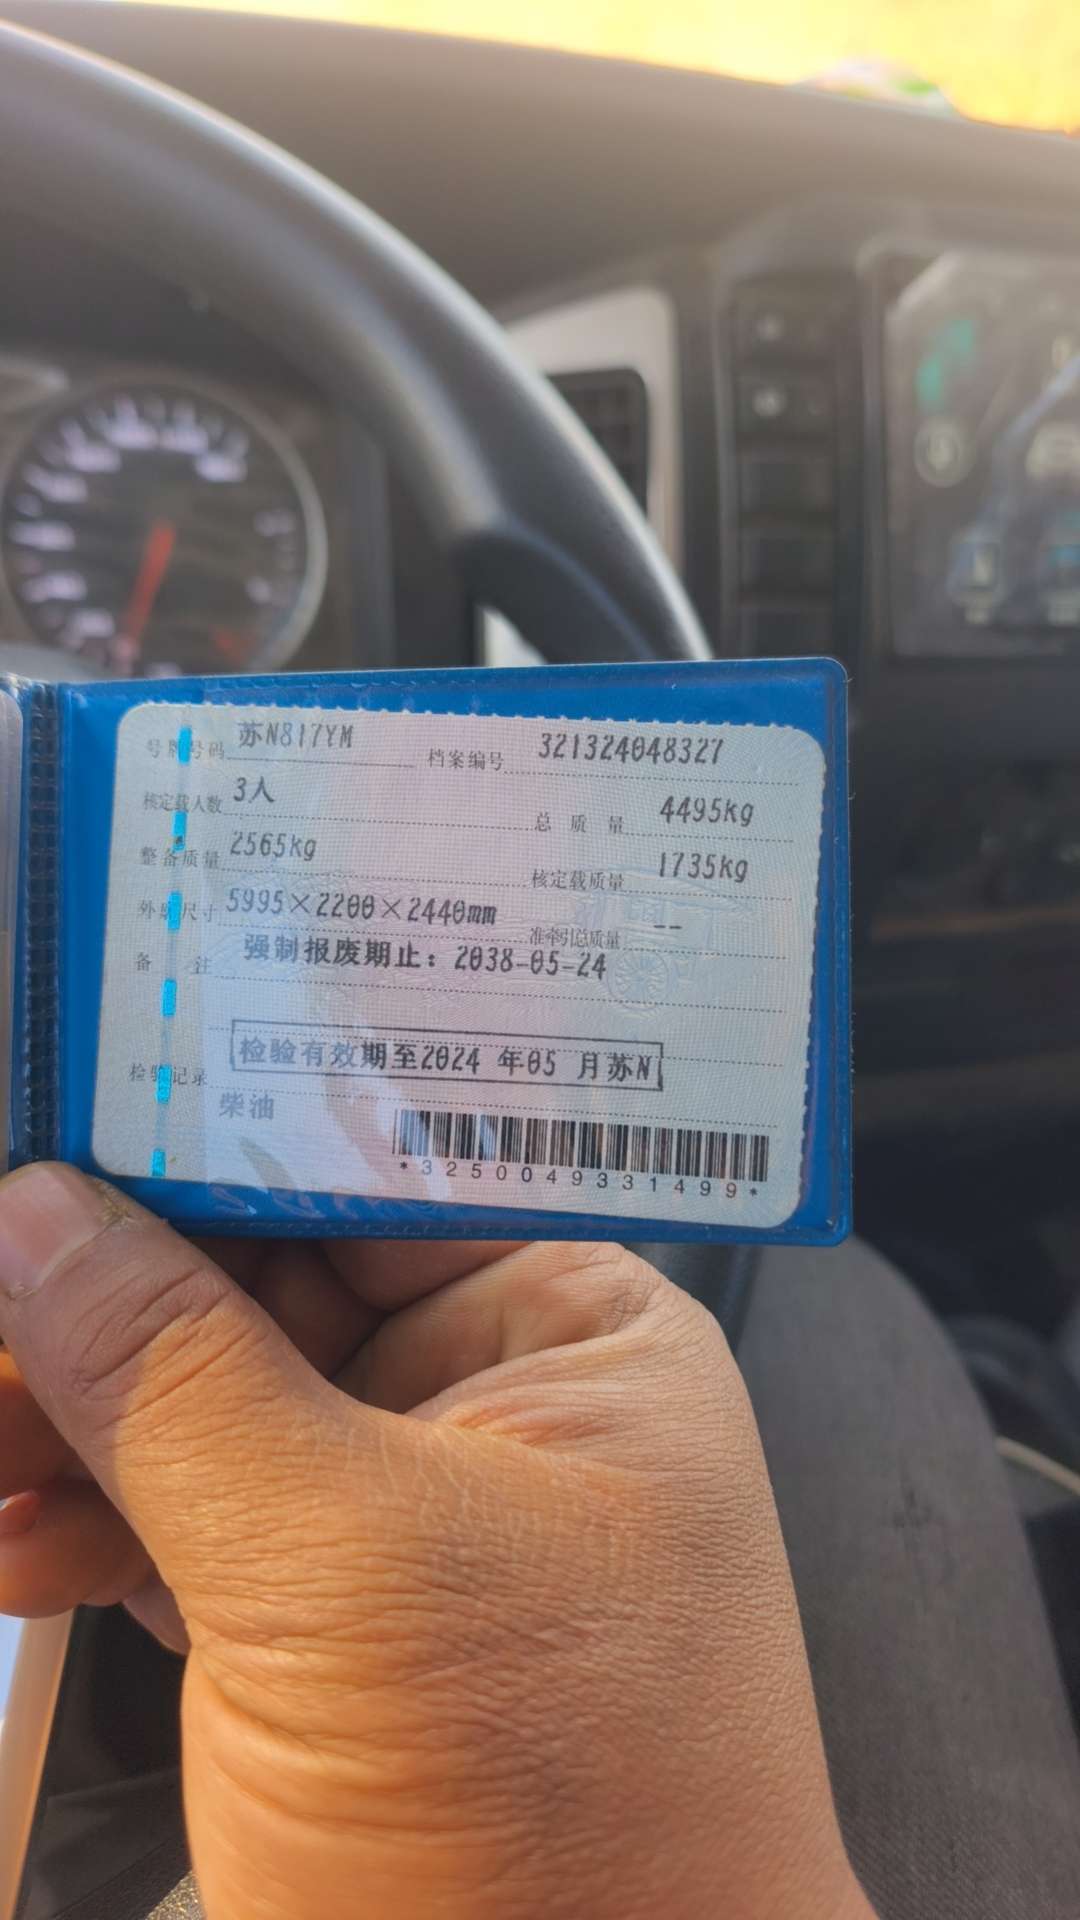 号牌号码 苏N817YM 档案编号 321324048327
核定载人数 3人 总质量 4495kg
整备质量 2565kg 核定载质量 1735kg
外廓尺寸 5995×2200×2440mm 准牵引总质量 --
备注 强制报废期止：2038-05-24
检验记录 检验有效期至2024 年05 月苏N
柴油
*3250049331499*